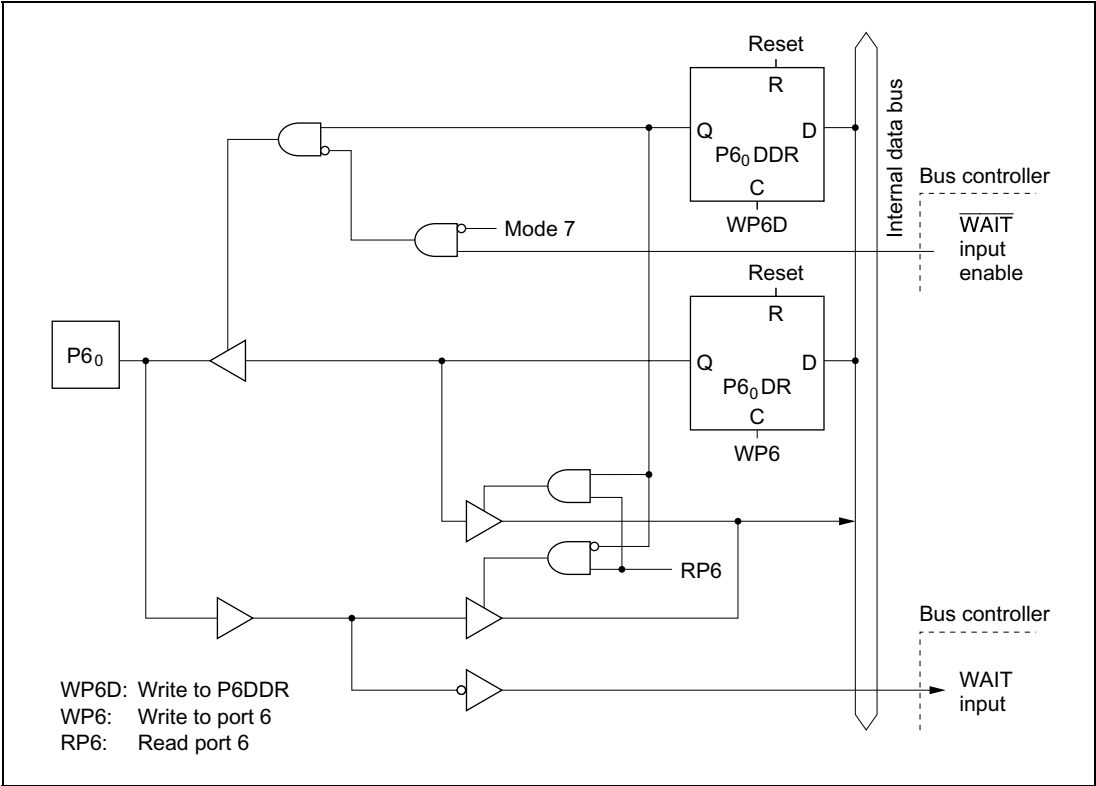 Reset
R
Q
D
P6₀DDR
C
WP6D
Internal data bus
Bus controller
W̅A̅I̅T̅
input
enable
Mode 7
Reset
R
P6₀
Q
D
P6₀DR
C
WP6
RP6
Bus controller
WAIT
input
WP6D: Write to P6DDR
WP6: Write to port 6
RP6: Read port 6